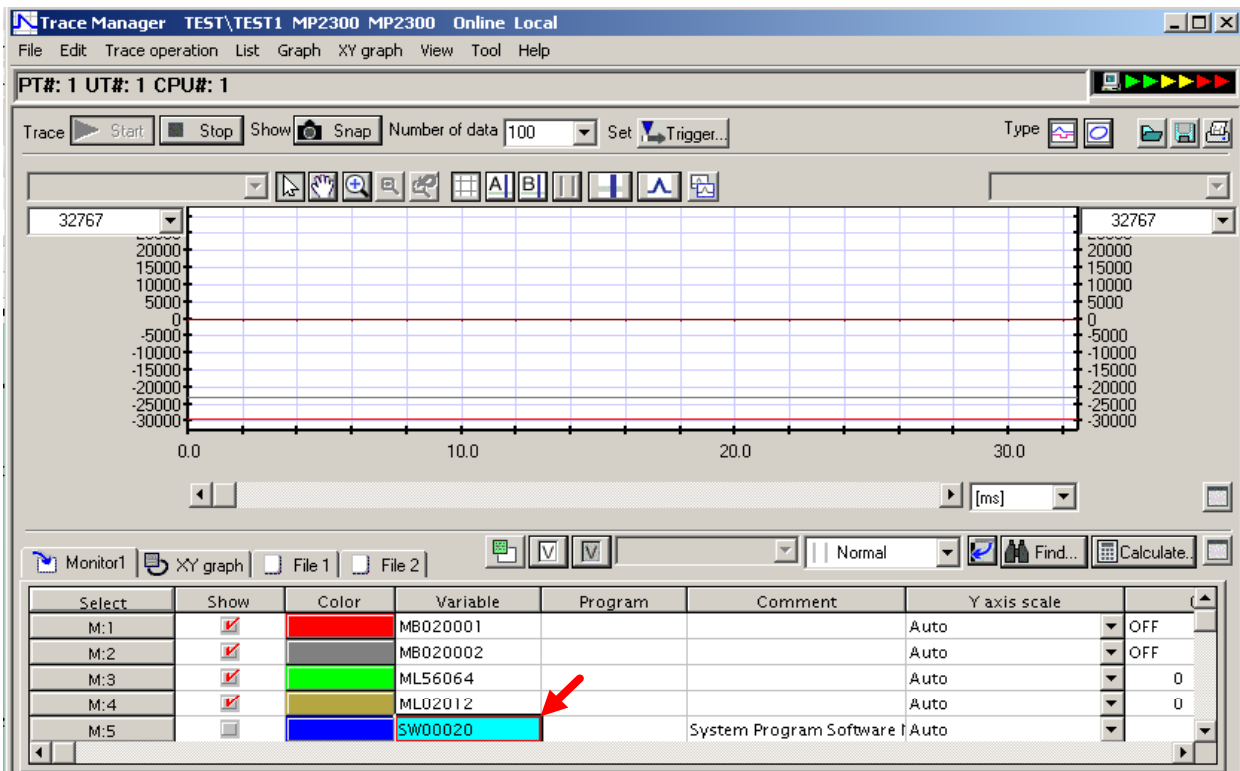 Trace Manager TEST\TEST1 MP2300 MP2300 Online Local
File Edit Trace operation List Graph XY graph View Tool Help
PT#: 1 UT#: 1 CPU#: 1
Trace Start Stop Show Snap Number of data 100 Set Trigger... Type
A B
32767 32767
20000 20000
15000 15000
10000 10000
5000 5000
0 0
-5000 -5000
-10000 -10000
-15000 -15000
-20000 -20000
-25000 -25000
-30000 -30000
0.0 10.0 20.0 30.0
[ms]
Monitor1 XY graph File 1 File 2 V V Normal Find... Calculate..
Select Show Color Variable Program Comment Y axis scale
M:1 MB020001 Auto OFF
M:2 MB020002 Auto OFF
M:3 ML56064 Auto 0
M:4 ML02012 Auto 0
M:5 SW00020 System Program Software Auto